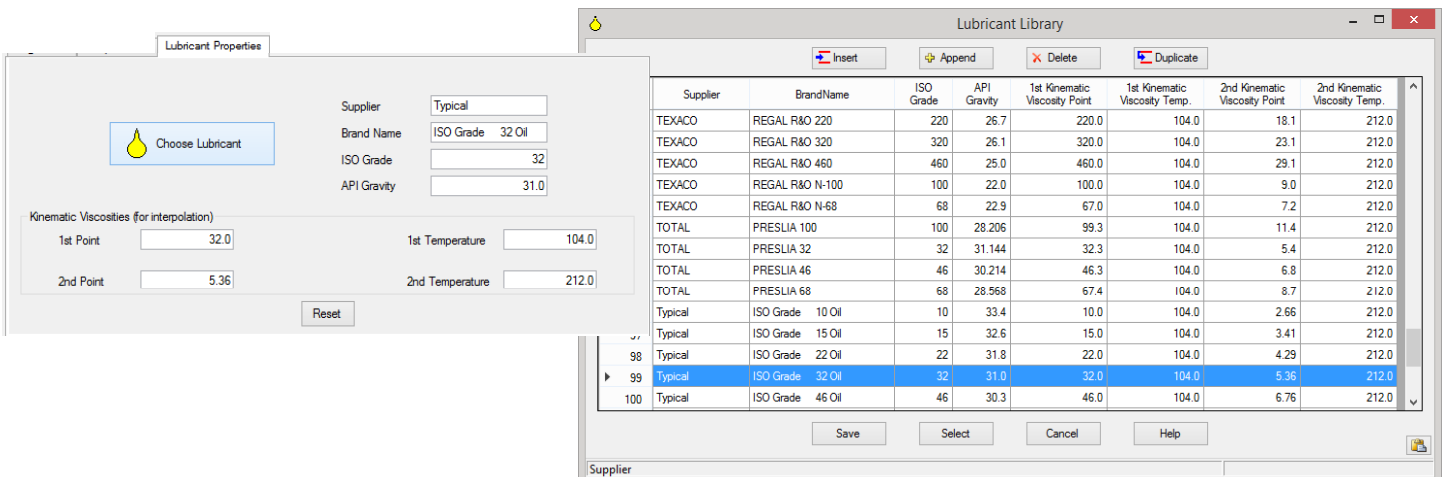 Lubricant Properties
Supplier Typical
Brand Name ISO Grade 32 Oil
Choose Lubricant
ISO Grade 32
API Gravity 31.0
Kinematic Viscosities (for interpolation)
1st Point 32.0 1st Temperature 104.0
2nd Point 5.36 2nd Temperature 212.0
Reset
Lubricant Library
Insert Append Delete Duplicate
Supplier BrandName ISO Grade API Gravity 1st Kinematic Viscosity Point 1st Kinematic Viscosity Temp. 2nd Kinematic Viscosity Point 2nd Kinematic Viscosity Temp.
TEXACO REGAL R&O 220 220 26.7 220.0 104.0 18.1 212.0
TEXACO REGAL R&O 320 320 26.1 320.0 104.0 23.1 212.0
TEXACO REGAL R&O 460 460 25.0 460.0 104.0 29.1 212.0
TEXACO REGAL R&O N-100 100 22.0 100.0 104.0 9.0 212.0
TEXACO REGAL R&O N-68 68 22.9 67.0 104.0 7.2 212.0
TOTAL PRESLIA 100 100 28.206 99.3 104.0 11.4 212.0
TOTAL PRESLIA 32 32 31.144 32.3 104.0 5.4 212.0
TOTAL PRESLIA 46 46 30.214 46.3 104.0 6.8 212.0
TOTAL PRESLIA 68 68 28.568 67.4 104.0 8.7 212.0
Typical ISO Grade 10 Oil 10 33.4 10.0 104.0 2.66 212.0
Typical ISO Grade 15 Oil 15 32.6 15.0 104.0 3.41 212.0
98 Typical ISO Grade 22 Oil 22 31.8 22.0 104.0 4.29 212.0
99 Typical ISO Grade 32 Oil 32 31.0 32.0 104.0 5.36 212.0
100 Typical ISO Grade 46 Oil 46 30.3 46.0 104.0 6.76 212.0
Save Select Cancel Help
Supplier